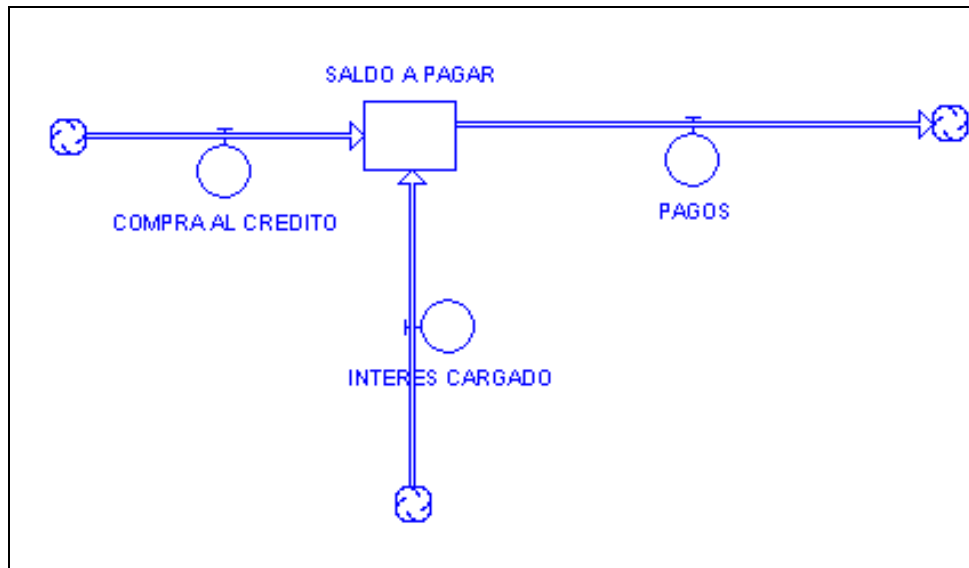 SALDO A PAGAR
COMPRA AL CREDITO
PAGOS
INTERES CARGADO